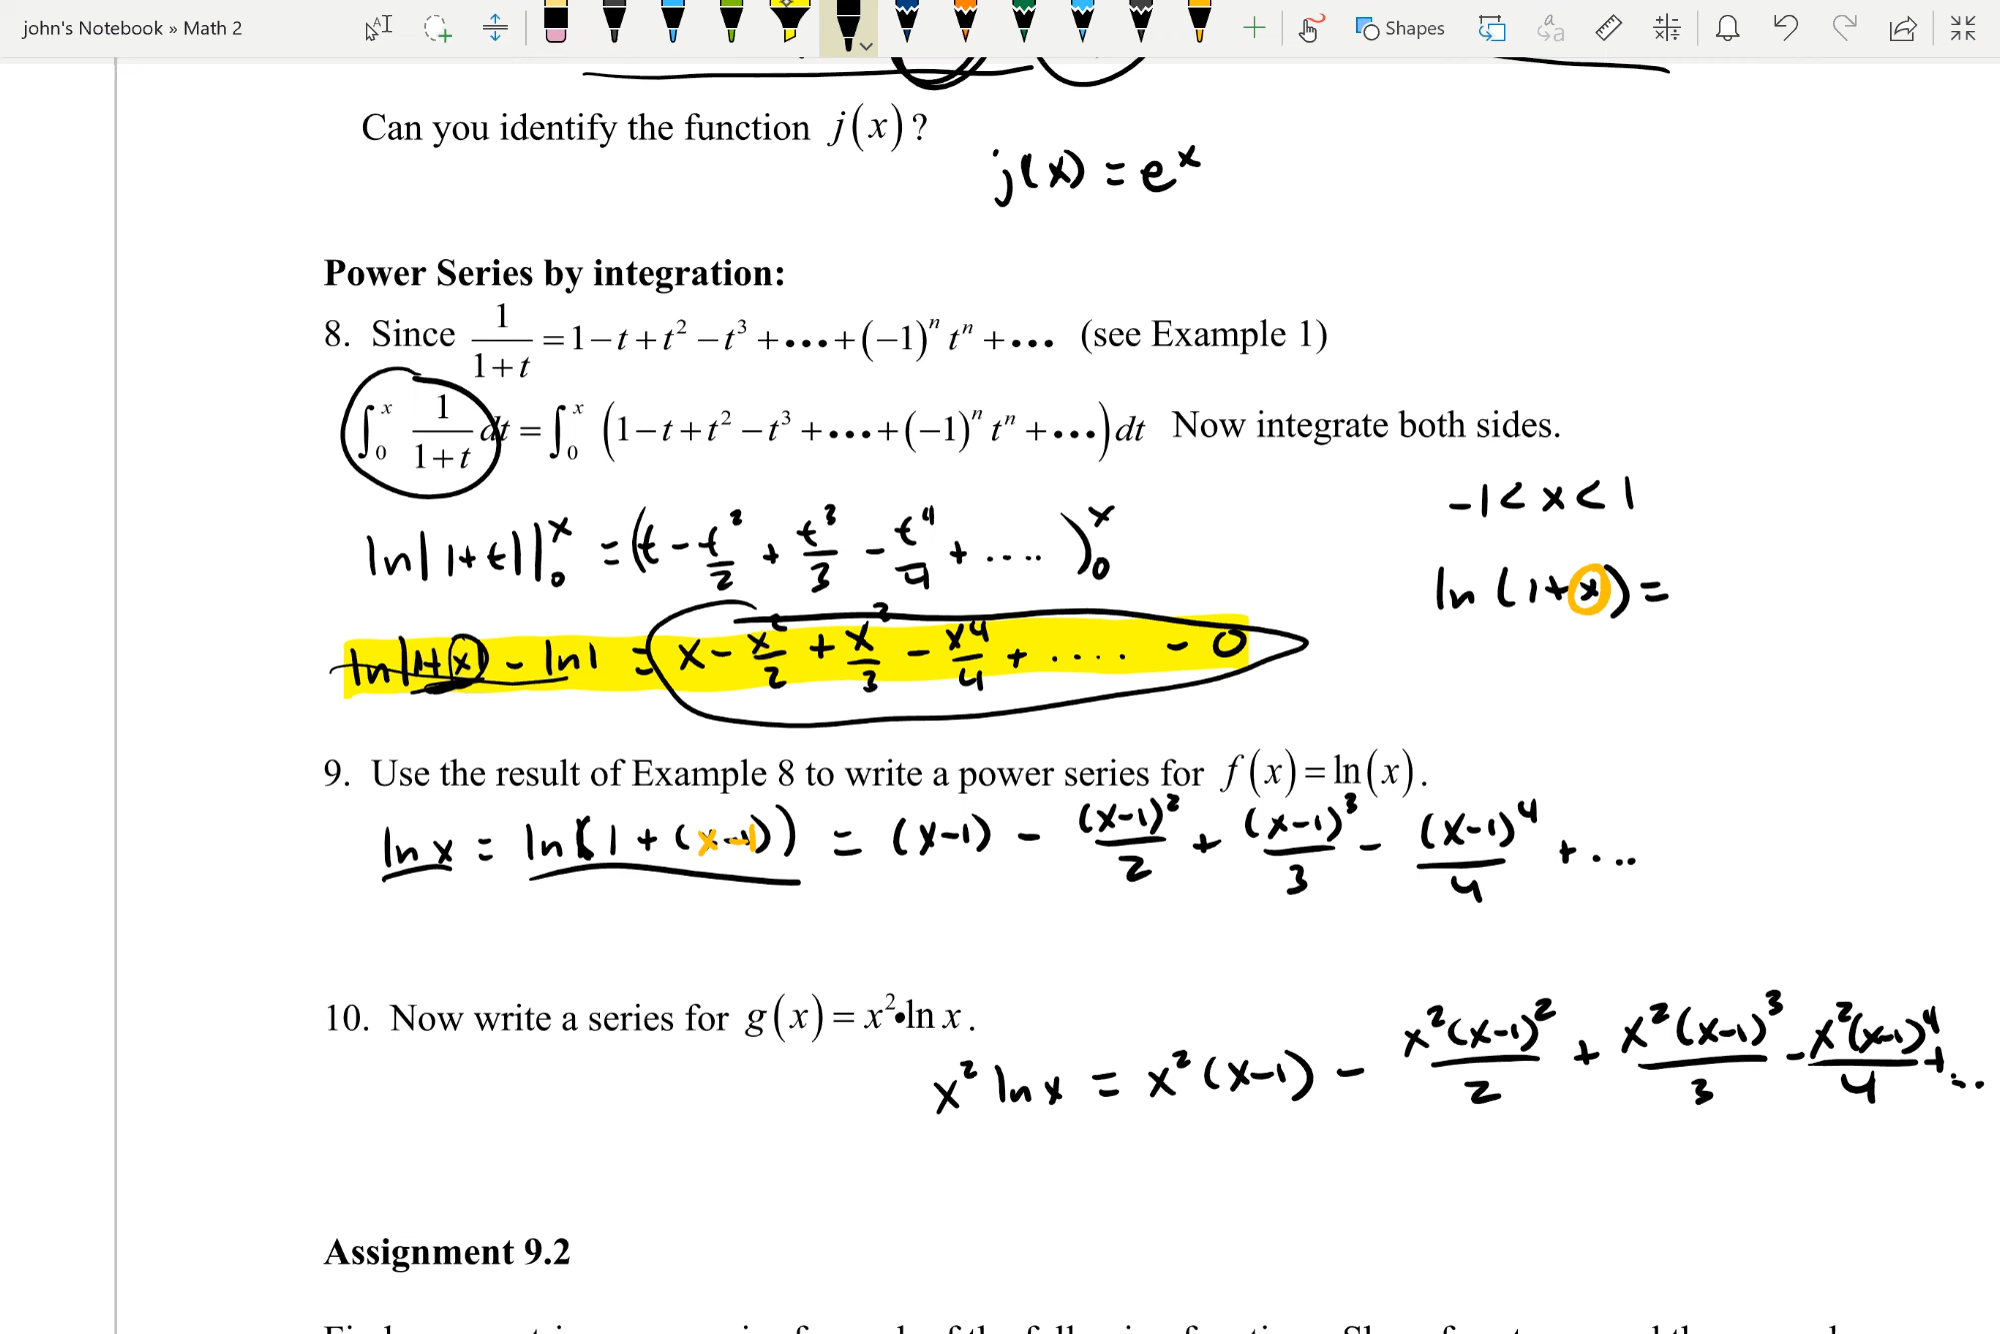 john's Notebook » Math 2
Shapes
Can you identify the function j(x)?
j(x) = e^x
Power Series by integration:
8. Since 1/(1+t) = 1−t+t²−t³+•••+(−1)ⁿ tⁿ+••• (see Example 1)
∫₀ˣ 1/(1+t) dt = ∫₀ˣ (1−t+t²−t³+•••+(−1)ⁿ tⁿ+•••)dt Now integrate both sides.
-1 < x < 1
ln|1+t||₀ˣ = (t - t²/2 + t³/3 - t⁴/4 + ....)₀ˣ
ln(1+x) =
ln|1+x| - ln1 = x - x²/2 + x³/3 - x⁴/4 + .... - 0
9. Use the result of Example 8 to write a power series for f(x)=ln(x).
ln x = ln(1 + (x-1)) = (x-1) - (x-1)²/2 + (x-1)³/3 - (x-1)⁴/4 + ....
10. Now write a series for g(x)=x²•ln x.
x² ln x = x²(x-1) - x²(x-1)²/2 + x²(x-1)³/3 - x²(x-1)⁴/4 + ...
Assignment 9.2